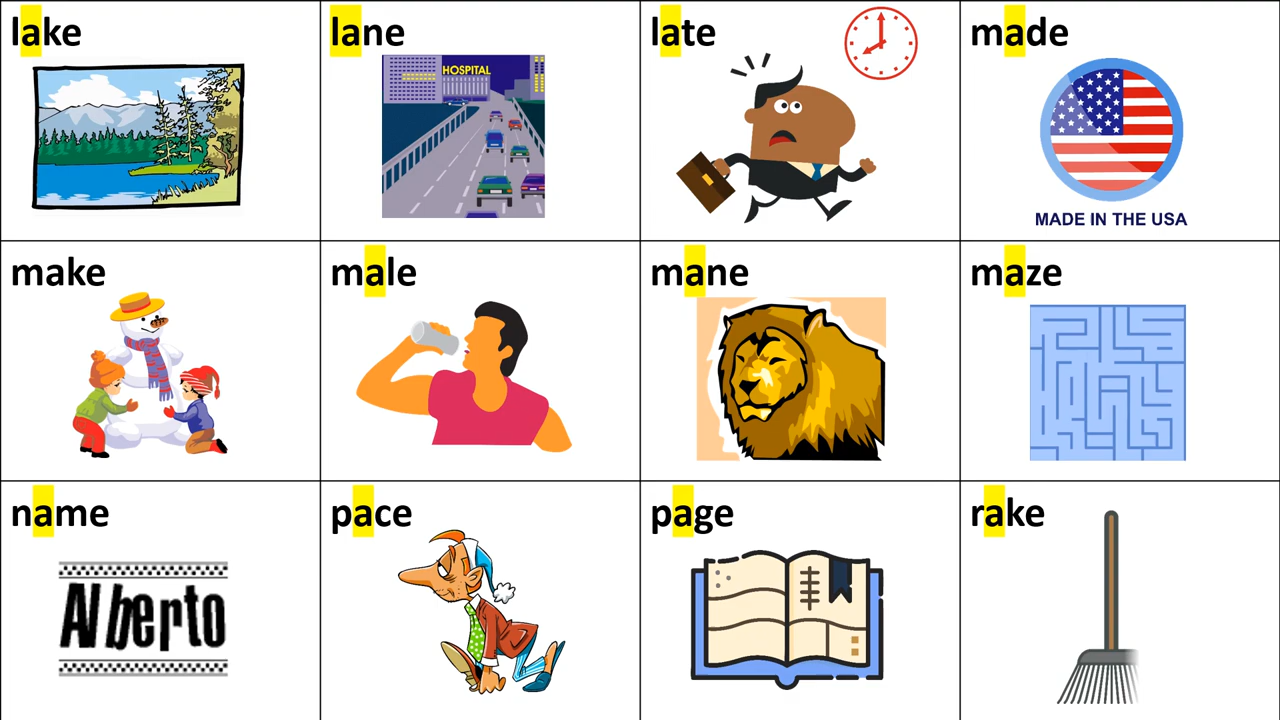 lake
lane
HOSPITAL
late
made
MADE IN THE USA
make
male
mane
maze
name
Alberto
pace
page
rake